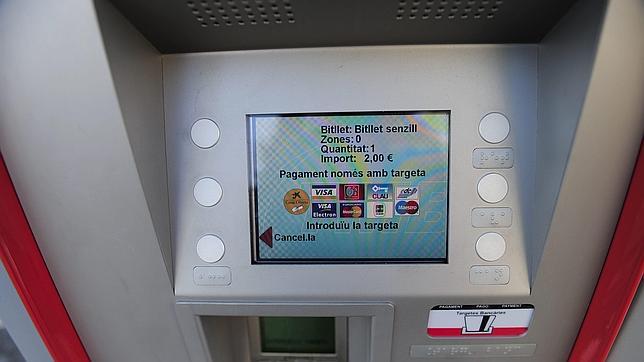 Bitllet: Bitllet senzill
Zones: 0
Quantitat: 1
Import: 2,00 €
Pagament només amb targeta
VISA
CLAU
VISA Electron
MasterCard
Maestro
Introduïu la targeta
Cancel.la
PAGAMENT PAGO PAYMENT
Targetes Bancàries